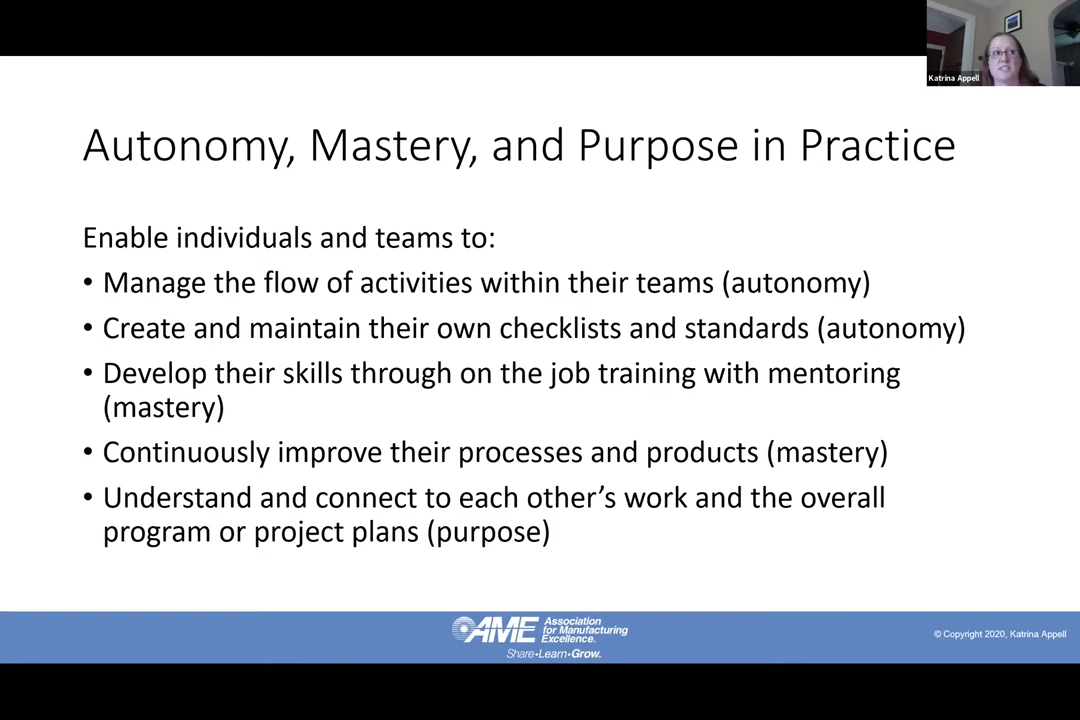 Katrina Appell
Autonomy, Mastery, and Purpose in Practice
Enable individuals and teams to:
• Manage the flow of activities within their teams (autonomy)
• Create and maintain their own checklists and standards (autonomy)
• Develop their skills through on the job training with mentoring
(mastery)
• Continuously improve their processes and products (mastery)
• Understand and connect to each other’s work and the overall
program or project plans (purpose)
AME Association
for Manufacturing
Excellence.
Share•Learn•Grow.
© Copyright 2020, Katrina Appell